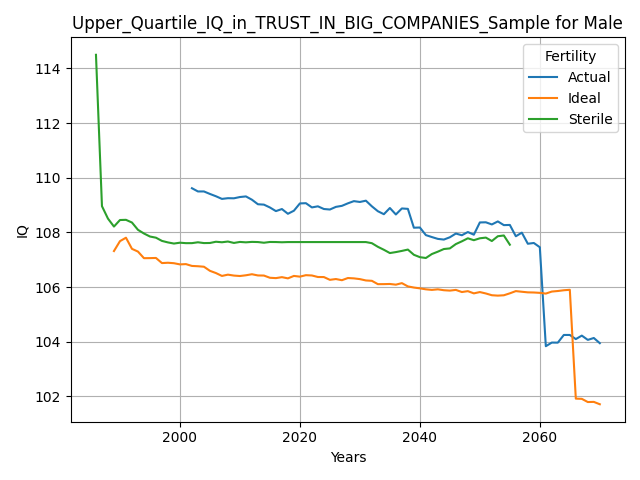 Upper_Quartile_IQ_in_TRUST_IN_BIG_COMPANIES_Sample for Male
Fertility
Actual
Ideal
Sterile
IQ
114
112
110
108
106
104
102
2000
2020
2040
2060
Years